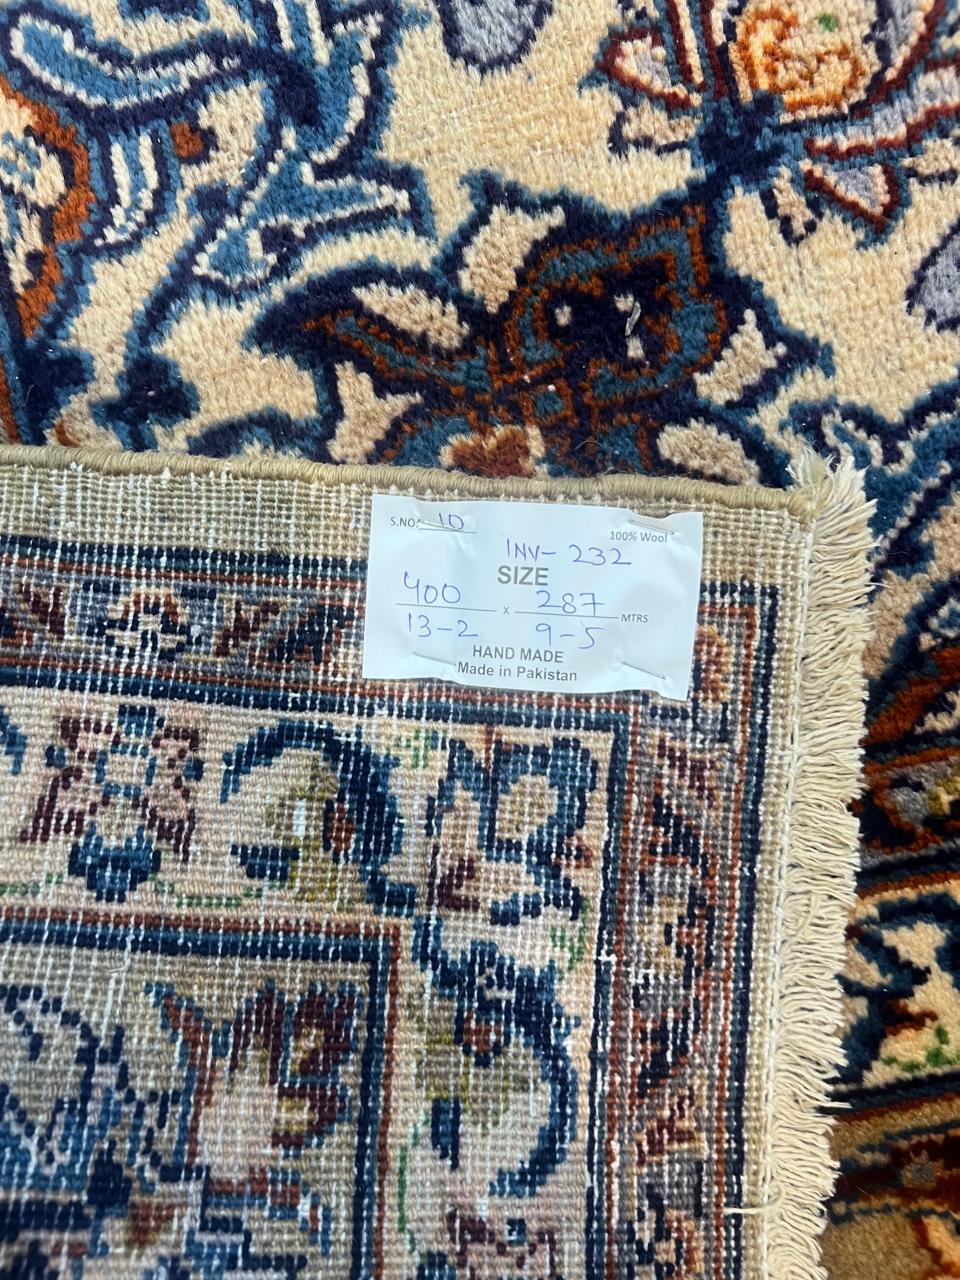 S.NO: 10
100% Wool
INV- 232
SIZE
400 x 287 MTRS
13-2 9-5
HAND MADE
Made in Pakistan